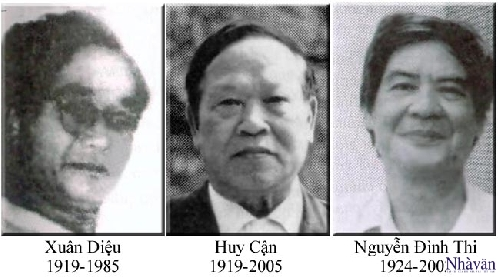 Xuân Diệu
1919-1985
Huy Cận
1919-2005
Nguyễn Đình Thi
1924-200
Nhàvăn